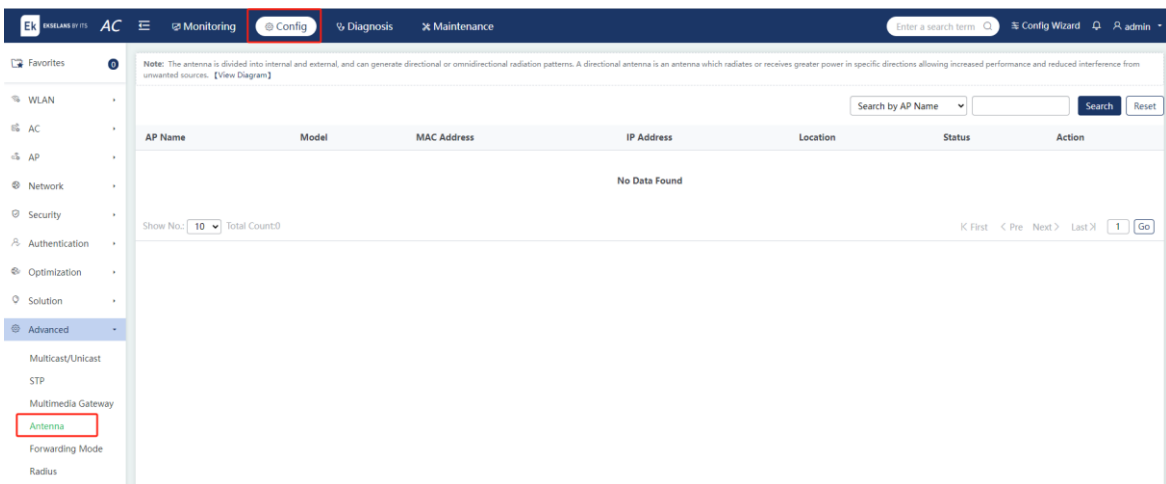 Ek EKSELANS BY ITS AC Monitoring Config Diagnosis Maintenance Enter a search term Config Wizard admin
Favorites 0
WLAN
AC
AP
Network
Security
Authentication
Optimization
Solution
Advanced
Multicast/Unicast
STP
Multimedia Gateway
Antenna
Forwarding Mode
Radius
Note: The antenna is divided into internal and external, and can generate directional or omnidirectional radiation patterns. A directional antenna is an antenna which radiates or receives greater power in specific directions allowing increased performance and reduced interference from
unwanted sources. 【View Diagram】
Search by AP Name Search Reset
AP Name Model MAC Address IP Address Location Status Action
No Data Found
Show No.: 10 Total Count:0 First Pre Next Last 1 Go